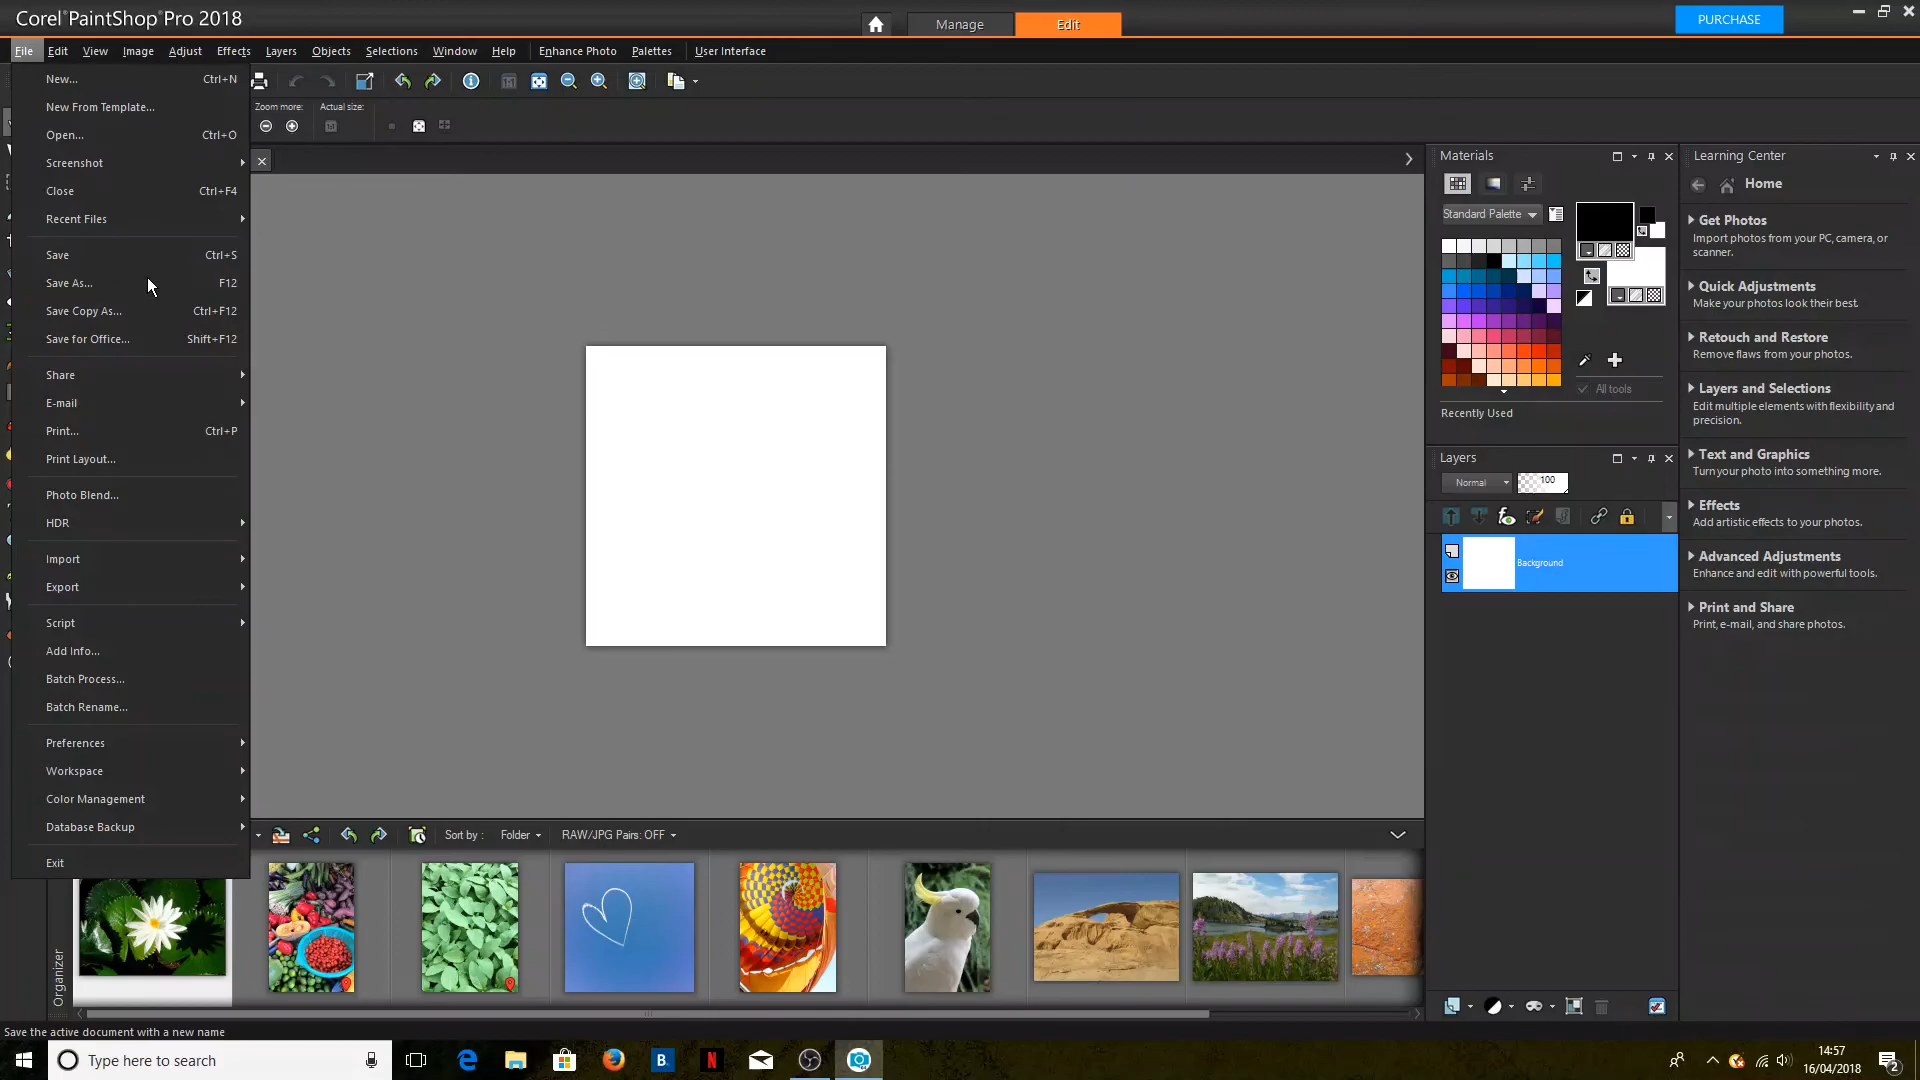 Corel PaintShop Pro 2018
Manage
Edit
PURCHASE
File Edit View Image Adjust Effects Layers Objects Selections Window Help Enhance Photo Palettes User Interface
New... Ctrl+N
New From Template...
Open... Ctrl+O
Screenshot
Close Ctrl+F4
Recent Files
Save Ctrl+S
Save As... F12
Save Copy As... Ctrl+F12
Save for Office... Shift+F12
Share
E-mail
Print... Ctrl+P
Print Layout...
Photo Blend...
HDR
Import
Export
Script
Add Info...
Batch Process...
Batch Rename...
Preferences
Workspace
Color Management
Database Backup
Exit
Zoom more: Actual size:
Materials
Standard Palette
All tools
Recently Used
Layers
Normal 100
Background
Learning Center
Home
Get Photos
Import photos from your PC, camera, or
scanner.
Quick Adjustments
Make your photos look their best.
Retouch and Restore
Remove flaws from your photos.
Layers and Selections
Edit multiple elements with flexibility and
precision.
Text and Graphics
Turn your photo into something more.
Effects
Add artistic effects to your photos.
Advanced Adjustments
Enhance and edit with powerful tools.
Print and Share
Print, e-mail, and share photos.
Sort by : Folder RAW/JPG Pairs: OFF
Organizer
Save the active document with a new name
Type here to search
B.
N
14:57
16/04/2018
2